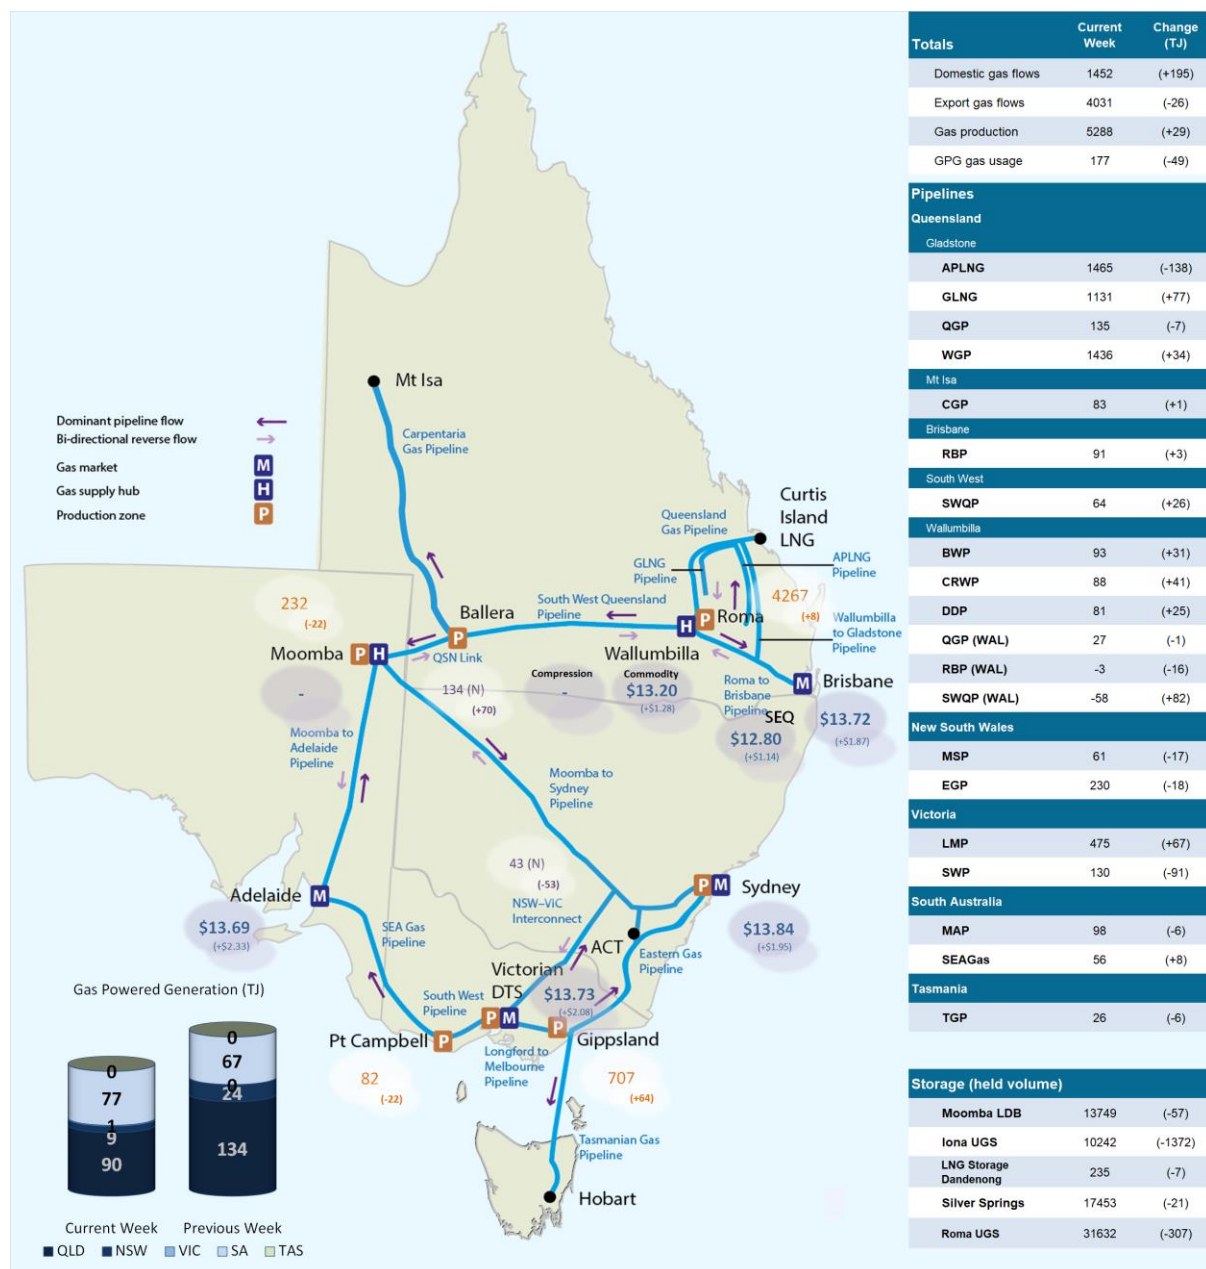 Mt Isa
Carpentaria
Gas Pipeline
Dominant pipeline flow
Bi-directional reverse flow
Gas market
M
Gas supply hub
H
Production zone
P
Curtis
Island
LNG
Queensland
Gas Pipeline
GLNG
Pipeline
APLNG
Pipeline
4267
(+8)
Wallumbilla
to Gladstone
Pipeline
232
(-22)
Ballera
P
South West Queensland
Pipeline
H
P
Roma
Moomba
P
H
QSN Link
Wallumbilla
-
134 (N)
(+70)
Compression
-
Commodity
$13.20
(+$1.28)
Roma to
Brisbane
Pipeline
M
Brisbane
$13.72
(+$1.87)
SEQ
$12.80
(+$1.14)
Moomba to
Adelaide
Pipeline
Moomba to
Sydney
Pipeline
43 (N)
(-53)
NSW–VIC
Interconnect
Adelaide
M
$13.69
(+$2.33)
P
M
Sydney
$13.84
(+$1.95)
SEA Gas
Pipeline
ACT
Eastern Gas
Pipeline
Victorian
DTS
P
M
$13.73
(+$2.08)
South West
Pipeline
Pt Campbell
P
82
(-22)
Longford to
Melbourne
Pipeline
P
Gippsland
707
(+64)
Tasmanian Gas
Pipeline
Hobart
Gas Powered Generation (TJ)
0
77
1
9
90
0
67
0
24
134
Current Week
Previous Week
QLD
NSW
VIC
SA
TAS
Totals Current Week Change (TJ)
Domestic gas flows 1452 (+195)
Export gas flows 4031 (-26)
Gas production 5288 (+29)
GPG gas usage 177 (-49)
Pipelines
Queensland
Gladstone
APLNG 1465 (-138)
GLNG 1131 (+77)
QGP 135 (-7)
WGP 1436 (+34)
Mt Isa
CGP 83 (+1)
Brisbane
RBP 91 (+3)
South West
SWQP 64 (+26)
Wallumbilla
BWP 93 (+31)
CRWP 88 (+41)
DDP 81 (+25)
QGP (WAL) 27 (-1)
RBP (WAL) -3 (-16)
SWQP (WAL) -58 (+82)
New South Wales
MSP 61 (-17)
EGP 230 (-18)
Victoria
LMP 475 (+67)
SWP 130 (-91)
South Australia
MAP 98 (-6)
SEAGas 56 (+8)
Tasmania
TGP 26 (-6)
Storage (held volume)
Moomba LDB 13749 (-57)
Iona UGS 10242 (-1372)
LNG Storage Dandenong 235 (-7)
Silver Springs 17453 (-21)
Roma UGS 31632 (-307)